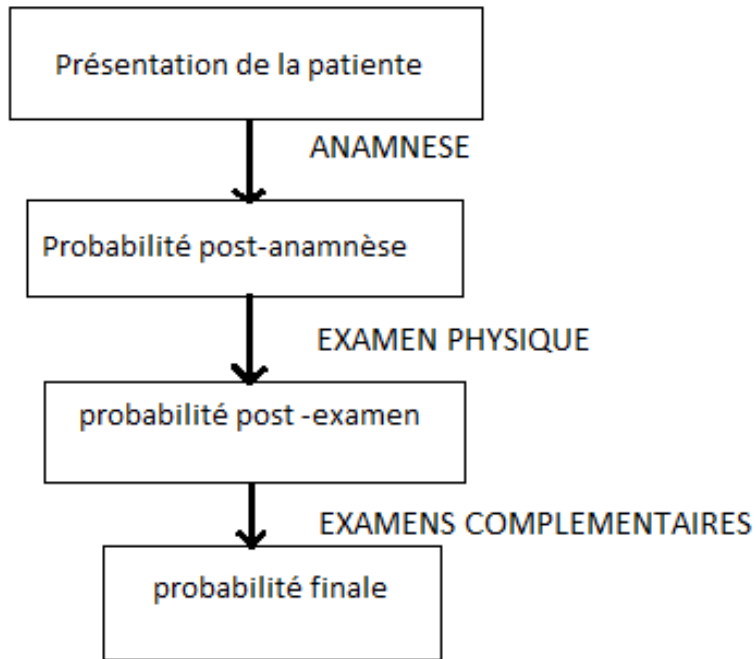 Présentation de la patiente
ANAMNESE
Probabilité post-anamnèse
EXAMEN PHYSIQUE
probabilité post -examen
EXAMENS COMPLEMENTAIRES
probabilité finale